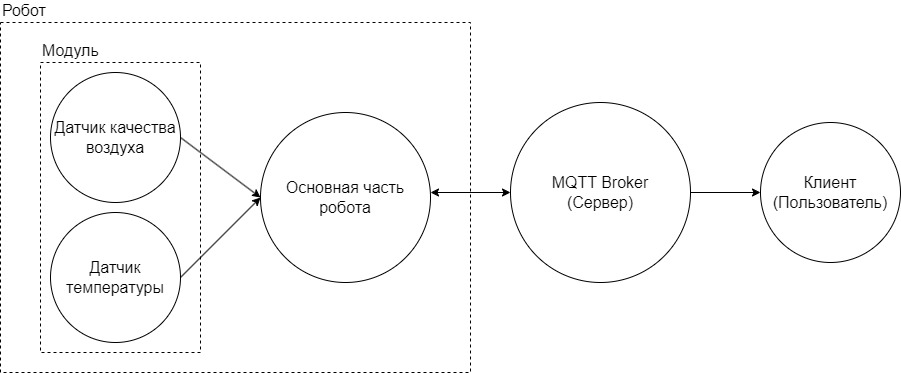 Робот
Модуль
Датчик качества
воздуха
Датчик
температуры
Основная часть
робота
MQTT Broker
(Сервер)
Клиент
(Пользователь)